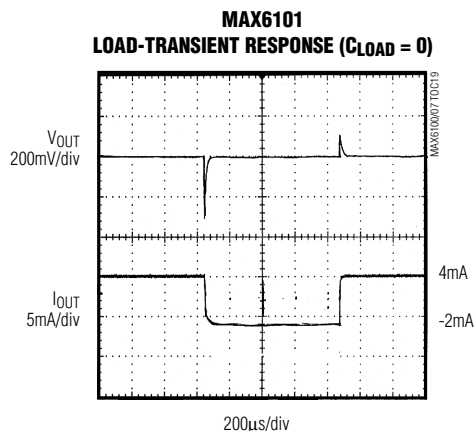 MAX6101
LOAD-TRANSIENT RESPONSE (CLOAD = 0)
MAX6100/07 TOC19
VOUT
200mV/div
4mA
IOUT
5mA/div
-2mA
200µs/div